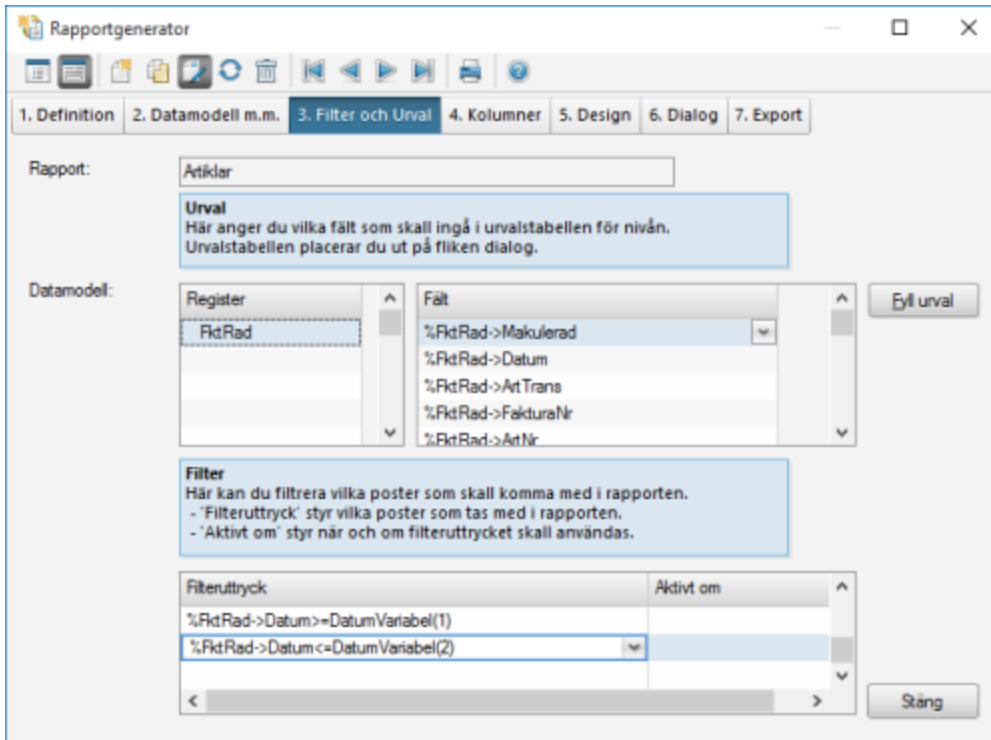 Rapportgenerator
1. Definition 2. Datamodell m.m. 3. Filter och Urval 4. Kolumner 5. Design 6. Dialog 7. Export
Rapport: Artiklar
Urval
Här anger du vilka fält som skall ingå i urvalstabellen för nivån.
Urvalstabellen placerar du ut på fliken dialog.
Datamodell: Register Fält Fyll urval
FktRad %FktRad->Makulerad
%FktRad->Datum
%FktRad->ArtTrans
%FktRad->FakturaNr
%FktRad->ArtNr
Filter
Här kan du filtrera vilka poster som skall komma med i rapporten.
- 'Filteruttryck' styr vilka poster som tas med i rapporten.
- 'Aktivt om' styr när och om filteruttrycket skall användas.
Filteruttryck Aktivt om
%FktRad->Datum>=DatumVariabel(1)
%FktRad->Datum<=DatumVariabel(2)
Stäng